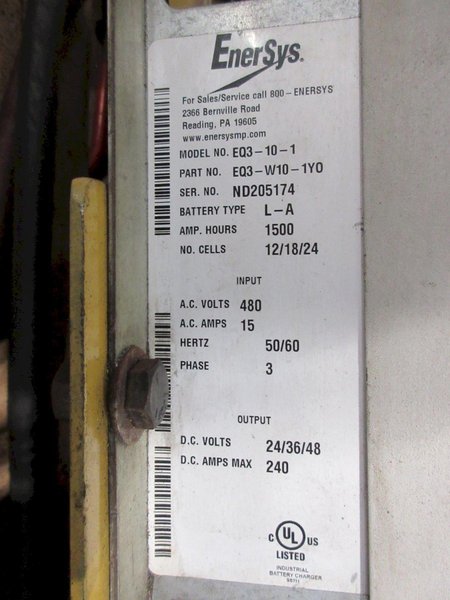 EnerSys.
For Sales/Service call 800-ENERSYS
2366 Bernville Road
Reading, PA 19605
www.enersysmp.com
MODEL NO. EQ3-10-1
PART NO. EQ3-W10-1YO
SER. NO. ND205174
BATTERY TYPE L-A
AMP. HOURS 1500
NO. CELLS 12/18/24
INPUT
A.C. VOLTS 480
A.C. AMPS 15
HERTZ 50/60
PHASE 3
OUTPUT
D.C. VOLTS 24/36/48
D.C. AMPS MAX 240
C UL US
LISTED
INDUSTRIAL
BATTERY CHARGER